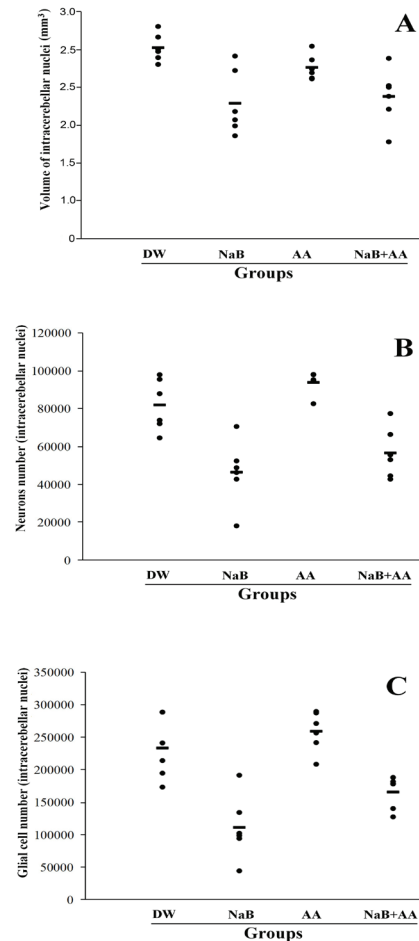 A
Volume of intracerebellar nuclei (mm³)
3.0
2.5
2.5
2.0
1.5
1.0
0
DW NaB AA NaB+AA
Groups
B
Neurons number (intracerebellar nuclei)
120000
100000
80000
60000
40000
20000
0
DW NaB AA NaB+AA
Groups
C
Glial cell number (intracerebellar nuclei)
350000
300000
250000
200000
150000
100000
50000
0
DW NaB AA NaB+AA
Groups